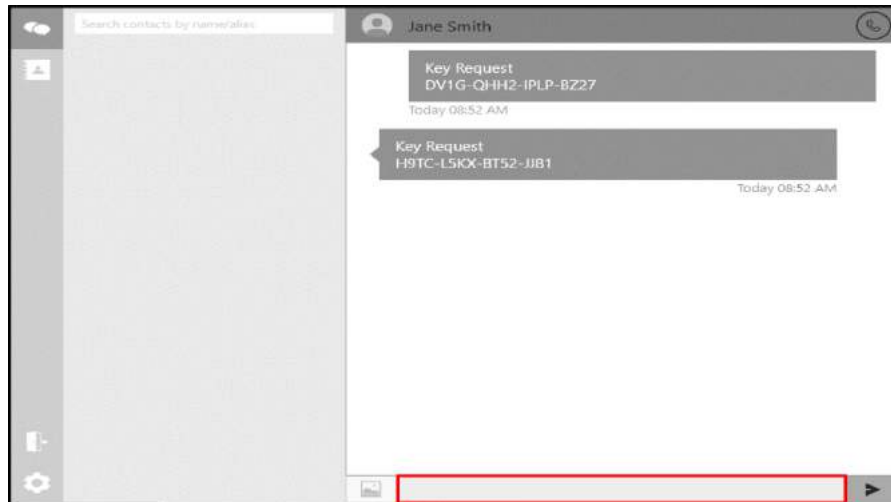 Search contacts by name/alias
Jane Smith
Key Request
DV1G-QHH2-IPLP-BZ27
Today 08:52 AM
Key Request
H9TC-L5KX-BT52-JJB1
Today 08:52 AM